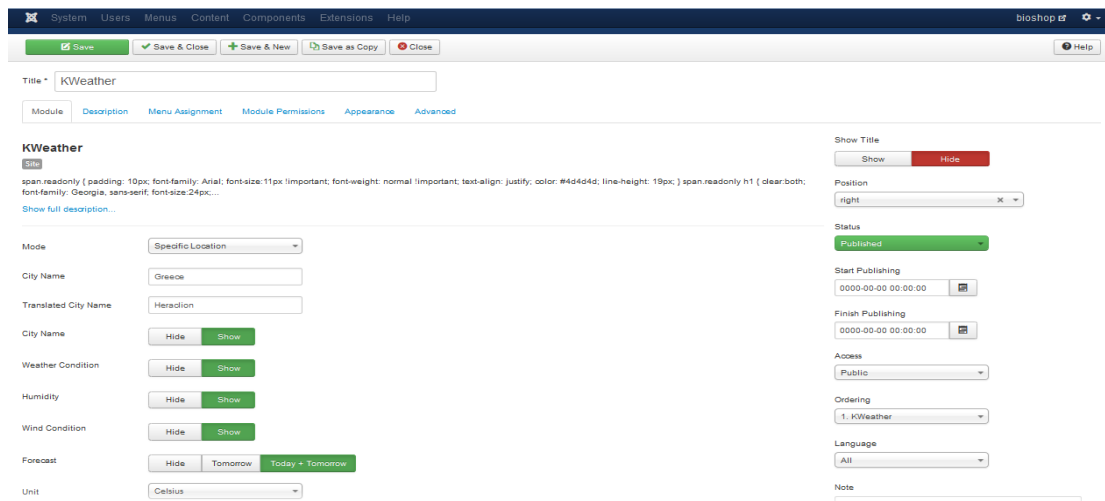 System Users Menus Content Components Extensions Help bioshop
Save Save & Close Save & New Save as Copy Close Help
Title * KWeather
Module Description Menu Assignment Module Permissions Appearance Advanced
KWeather
Site
span.readonly { padding: 10px; font-family: Arial; font-size:11px !important; font-weight: normal !important; text-align: justify; color: #4d4d4d; line-height: 19px; } span.readonly h1 { clear:both;
font-family: Georgia, sans-serif; font-size:24px;...
Show full description...
Mode Specific Location
City Name Greece
Translated City Name Heraclion
City Name Hide Show
Weather Condition Hide Show
Humidity Hide Show
Wind Condition Hide Show
Forecast Hide Tomorrow Today + Tomorrow
Unit Celsius
Show Title
Show Hide
Position
right
Status
Published
Start Publishing
0000-00-00 00:00:00
Finish Publishing
0000-00-00 00:00:00
Access
Public
Ordering
1. KWeather
Language
All
Note